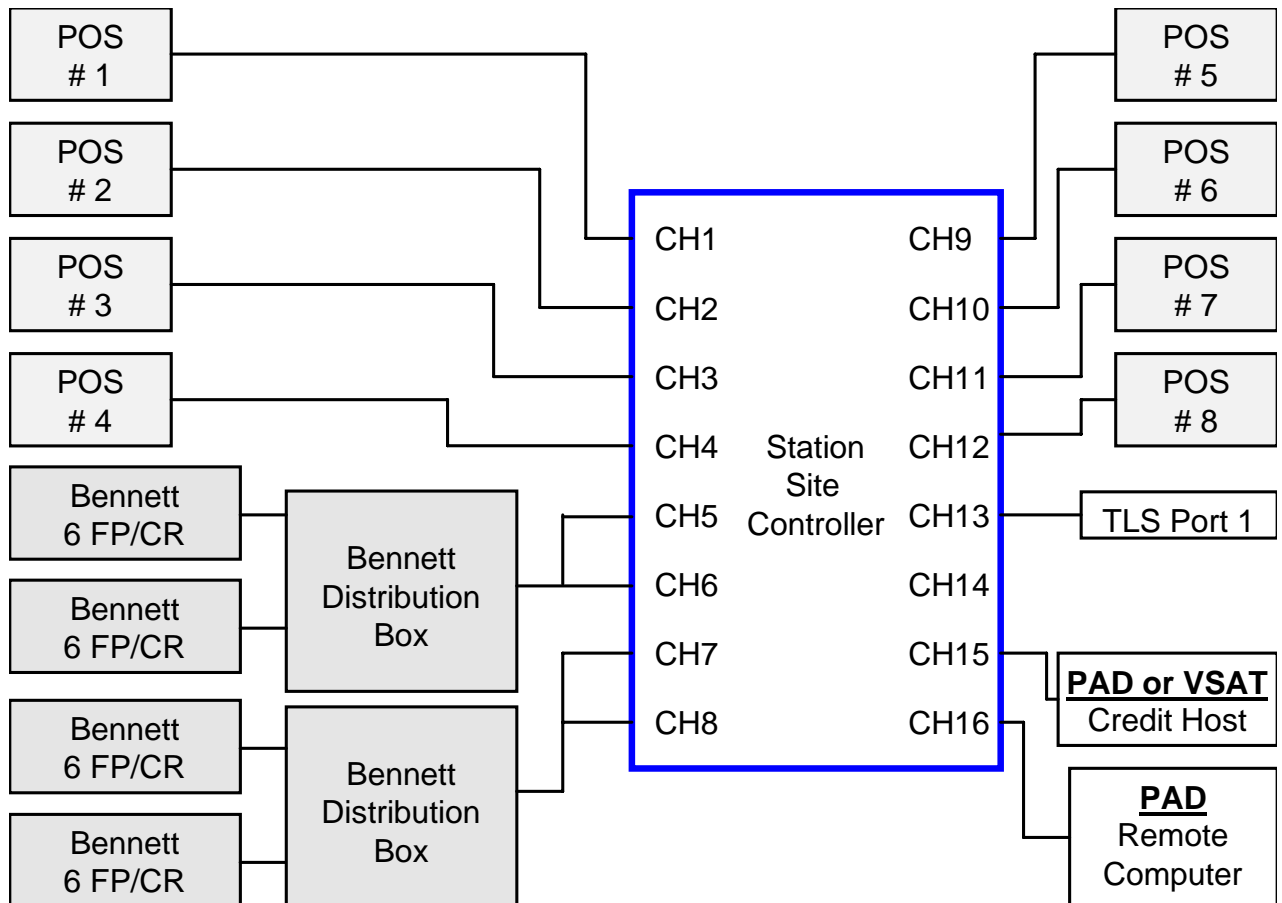 POS
# 1
POS
# 2
POS
# 3
POS
# 4
Bennett
6 FP/CR
Bennett
6 FP/CR
Bennett
6 FP/CR
Bennett
6 FP/CR
Bennett
Distribution
Box
Bennett
Distribution
Box
CH1
CH2
CH3
CH4
CH5
CH6
CH7
CH8
Station
Site
Controller
CH9
CH10
CH11
CH12
CH13
CH14
CH15
CH16
POS
# 5
POS
# 6
POS
# 7
POS
# 8
TLS Port 1
PAD or VSAT
Credit Host
PAD
Remote
Computer